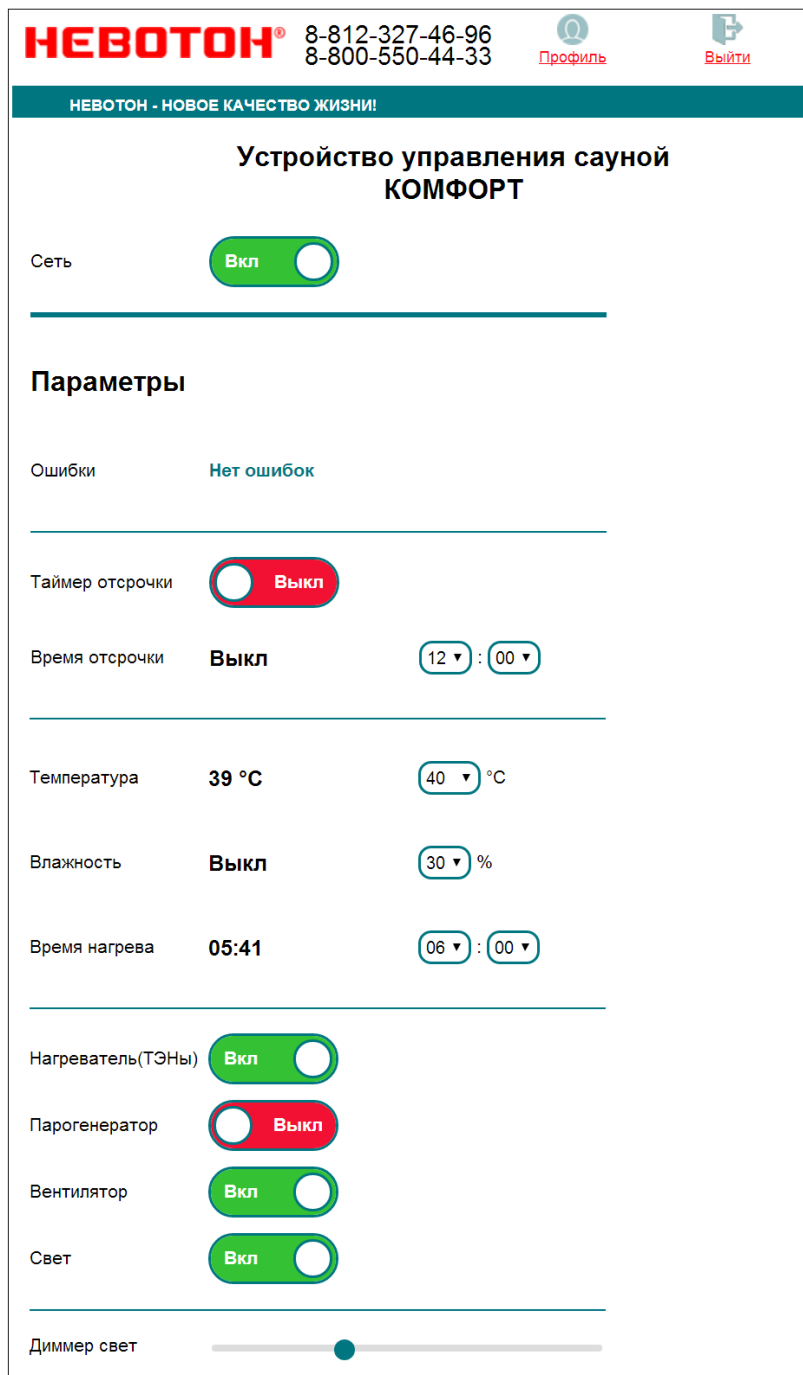 НЕВОТОН® 8-812-327-46-96
8-800-550-44-33
Профиль Выйти
НЕВОТОН - НОВОЕ КАЧЕСТВО ЖИЗНИ!
Устройство управления сауной
КОМФОРТ
Сеть Вкл
Параметры
Ошибки Нет ошибок
Таймер отсрочки Выкл
Время отсрочки Выкл 12 : 00
Температура 39 °C 40 °C
Влажность Выкл 30 %
Время нагрева 05:41 06 : 00
Нагреватель(ТЭНы) Вкл
Парогенератор Выкл
Вентилятор Вкл
Свет Вкл
Диммер свет